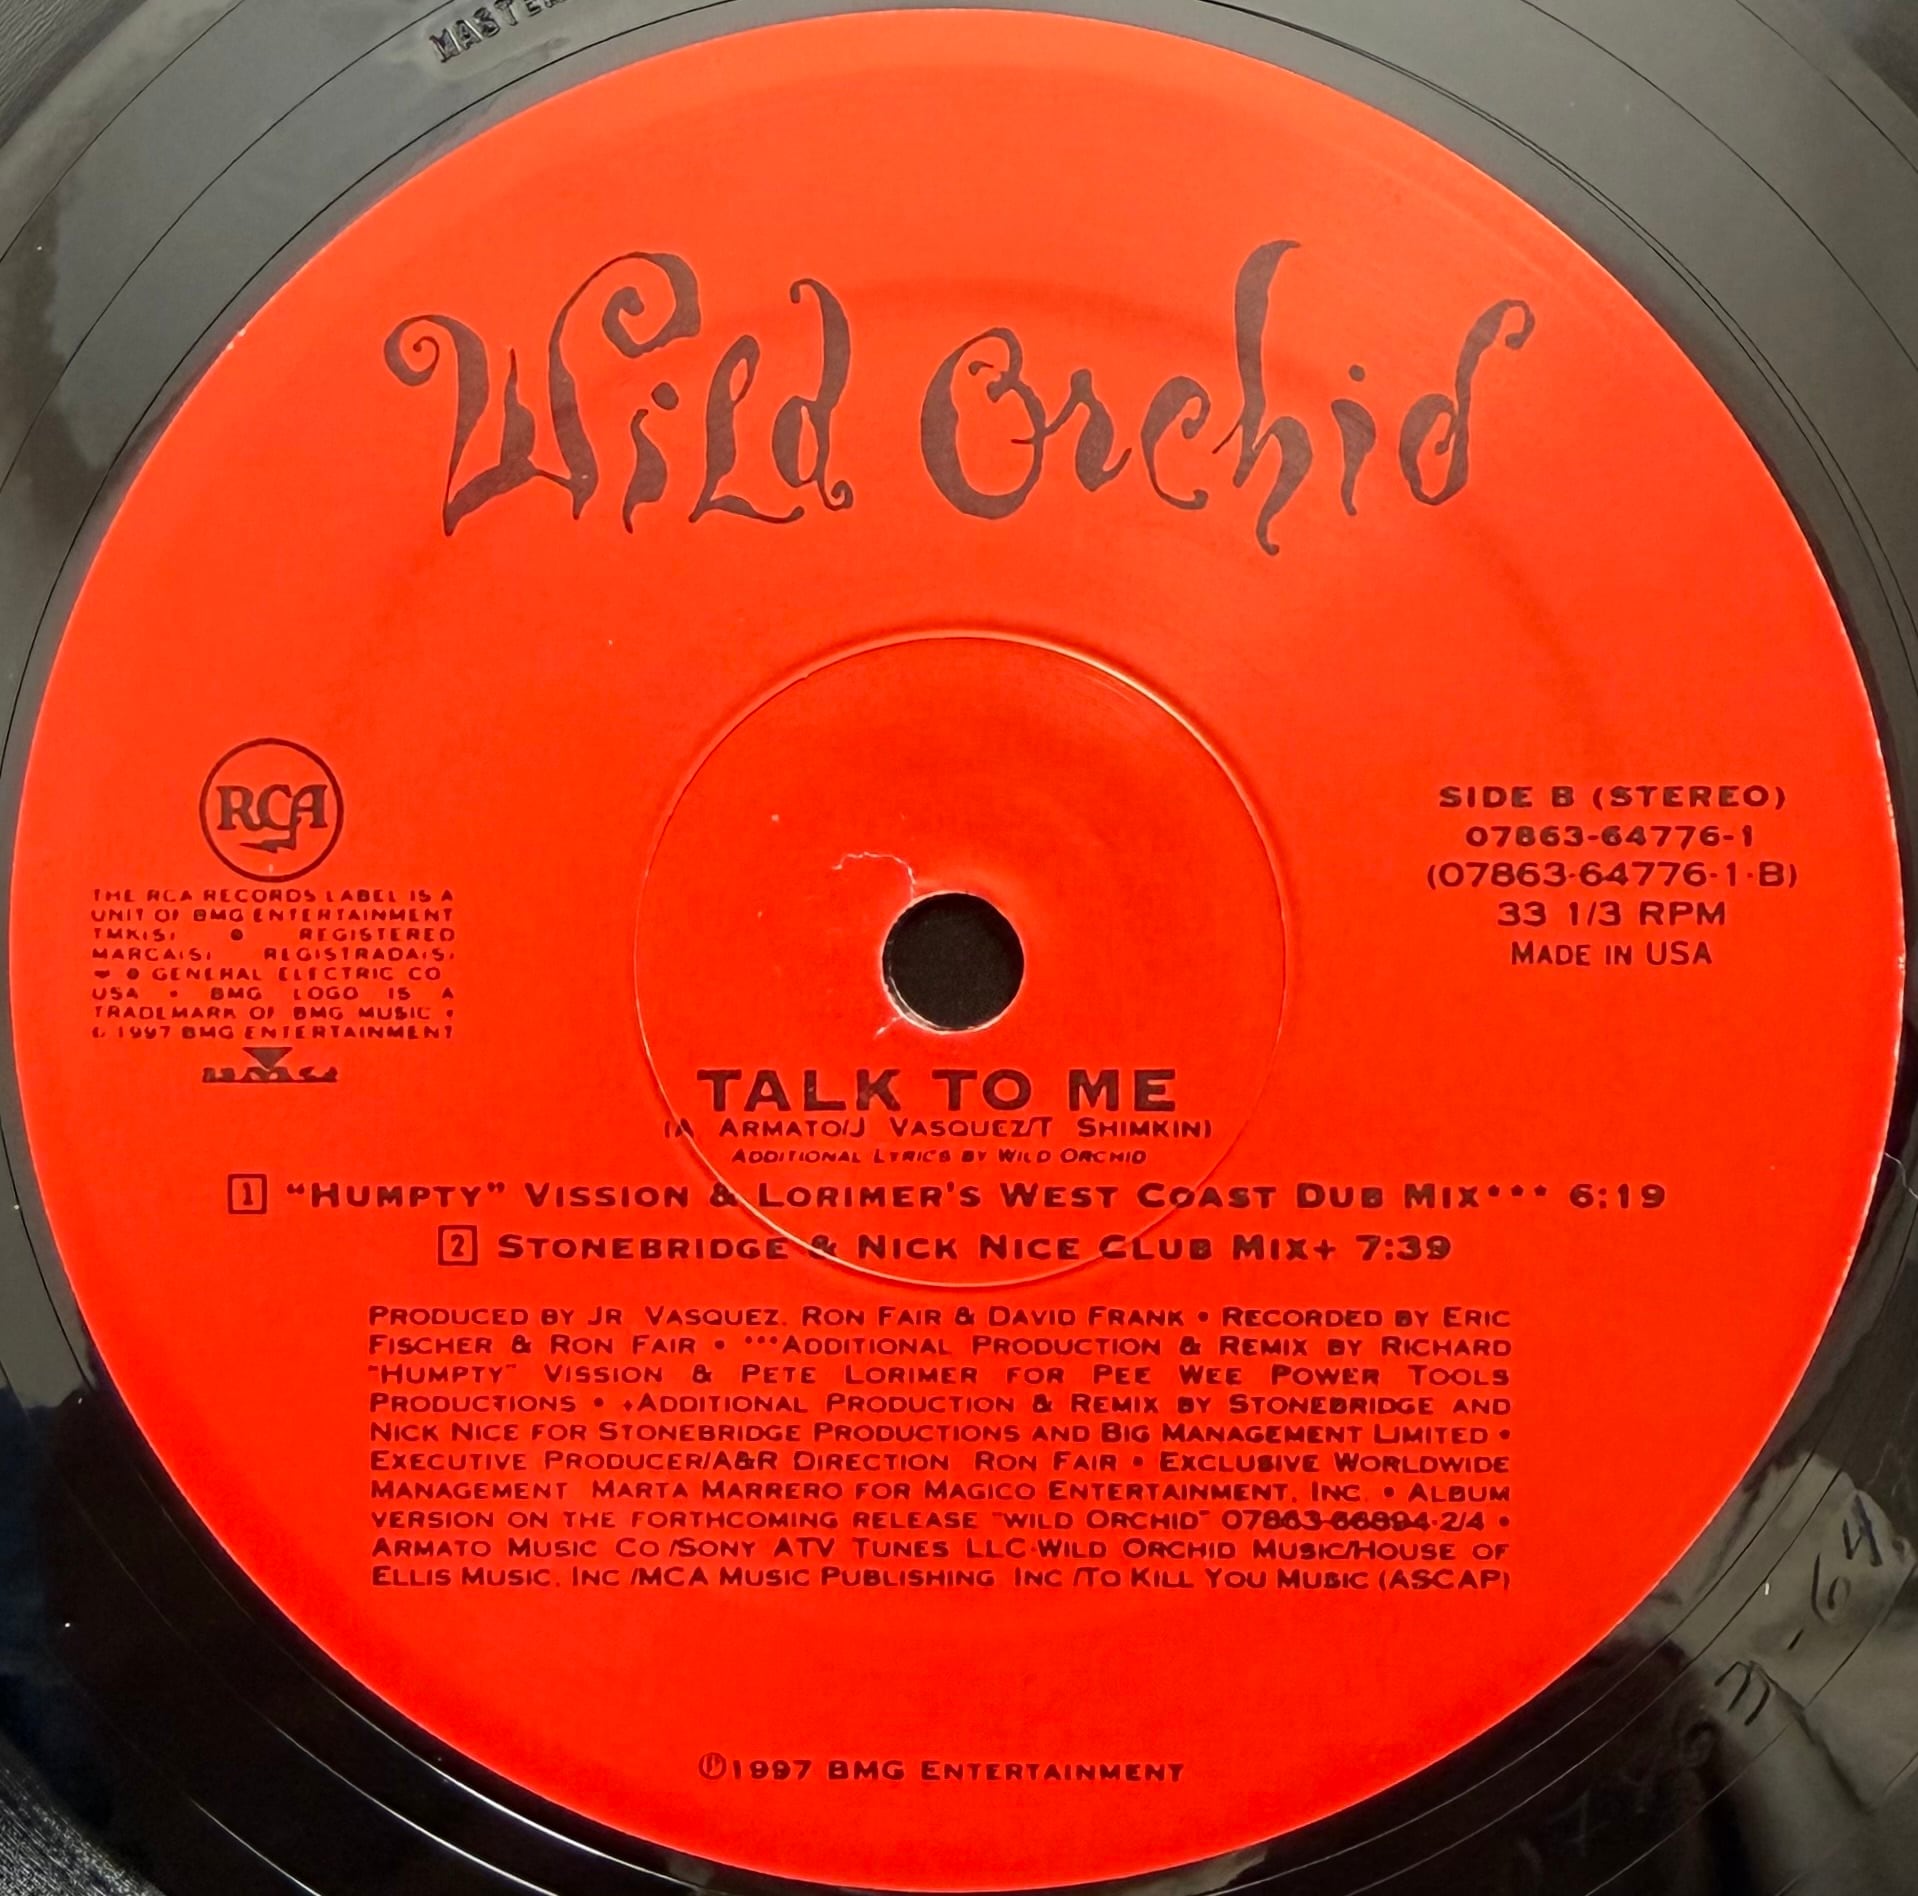 MASTER
Wild Orchid
RCA
THE RCA RECORDS LABEL IS A
UNIT OF BMG ENTERTAINMENT
TMK(S) ® REGISTERED
MARCA(S) REGISTRADA(S)
® GENERAL ELECTRIC CO
USA • BMG LOGO IS A
TRADEMARK OF BMG MUSIC •
© 1997 BMG ENTERTAINMENT
BMG
SIDE B (STEREO)
07863-64776-1
(07863-64776-1-B)
33 1/3 RPM
MADE IN USA
TALK TO ME
(A ARMATO/J VASQUEZ/T SHIMKIN)
ADDITIONAL LYRICS BY WILD ORCHID
1 “HUMPTY” VISSION & LORIMER'S WEST COAST DUB MIX*** 6:19
2 STONEBRIDGE & NICK NICE CLUB MIX+ 7:39
PRODUCED BY JR VASQUEZ, RON FAIR & DAVID FRANK • RECORDED BY ERIC
FISCHER & RON FAIR • ***ADDITIONAL PRODUCTION & REMIX BY RICHARD
"HUMPTY" VISSION & PETE LORIMER FOR PEE WEE POWER TOOLS
PRODUCTIONS • +ADDITIONAL PRODUCTION & REMIX BY STONEBRIDGE AND
NICK NICE FOR STONEBRIDGE PRODUCTIONS AND BIG MANAGEMENT LIMITED •
EXECUTIVE PRODUCER/A&R DIRECTION RON FAIR • EXCLUSIVE WORLDWIDE
MANAGEMENT MARTA MARRERO FOR MAGICO ENTERTAINMENT, INC. • ALBUM
VERSION ON THE FORTHCOMING RELEASE "WILD ORCHID" 07863-66894-2/4 •
ARMATO MUSIC CO /SONY ATV TUNES LLC-WILD ORCHID MUSIC/HOUSE OF
ELLIS MUSIC, INC /MCA MUSIC PUBLISHING INC /TO KILL YOU MUSIC (ASCAP)
℗1997 BMG ENTERTAINMENT